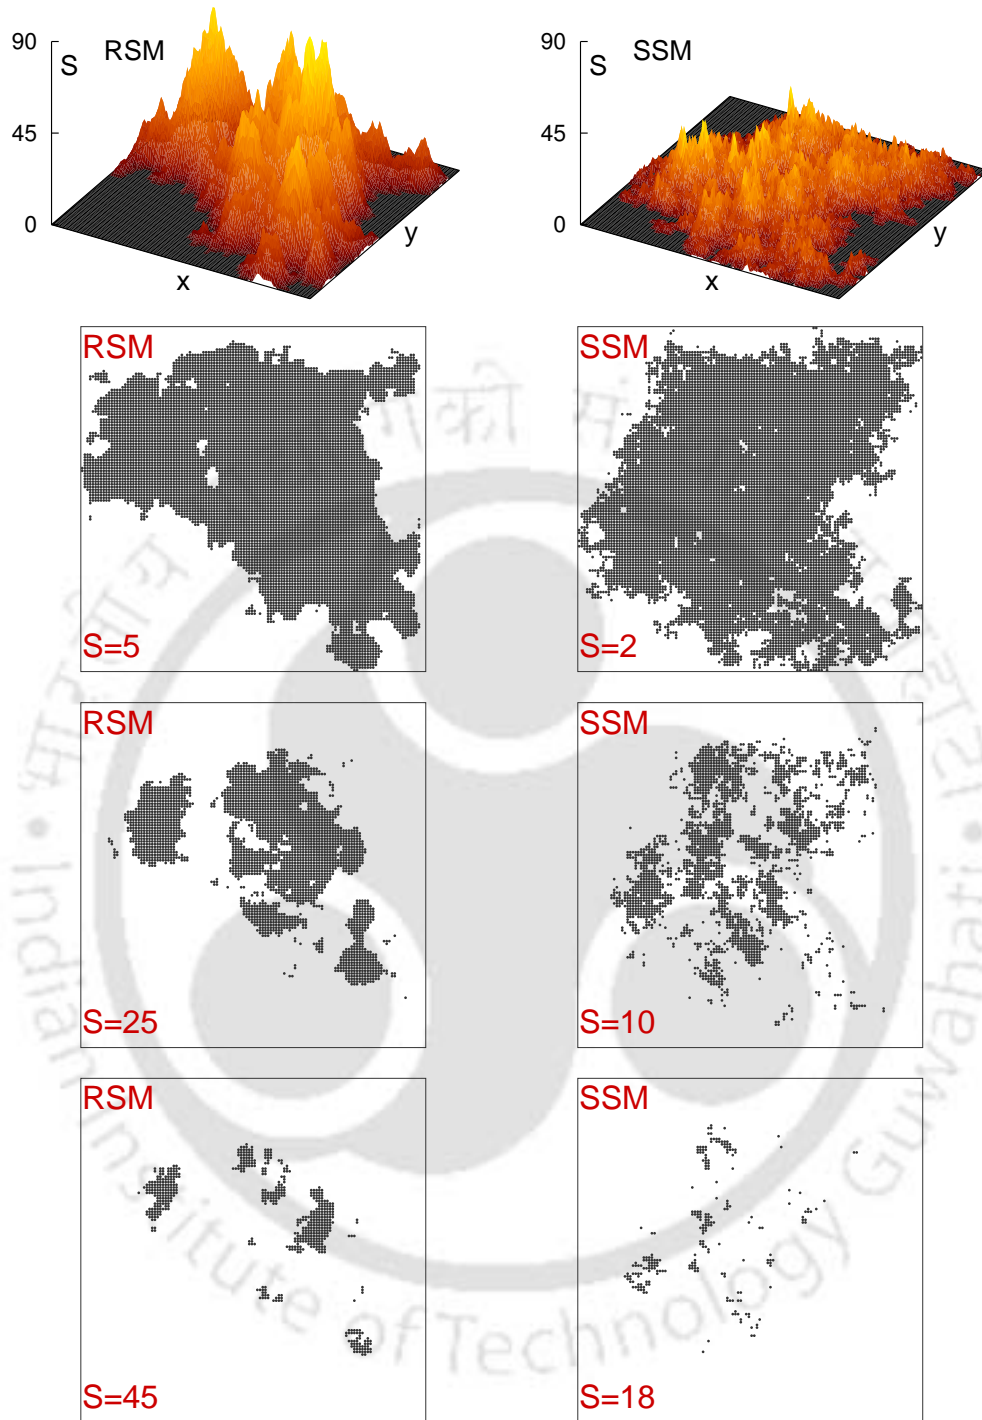 90
S
RSM
45
0
x
y
90
S
SSM
45
0
x
y
RSM
S=5
SSM
S=2
RSM
S=25
SSM
S=10
RSM
S=45
SSM
S=18
Indian Institute of Technology Guwahati